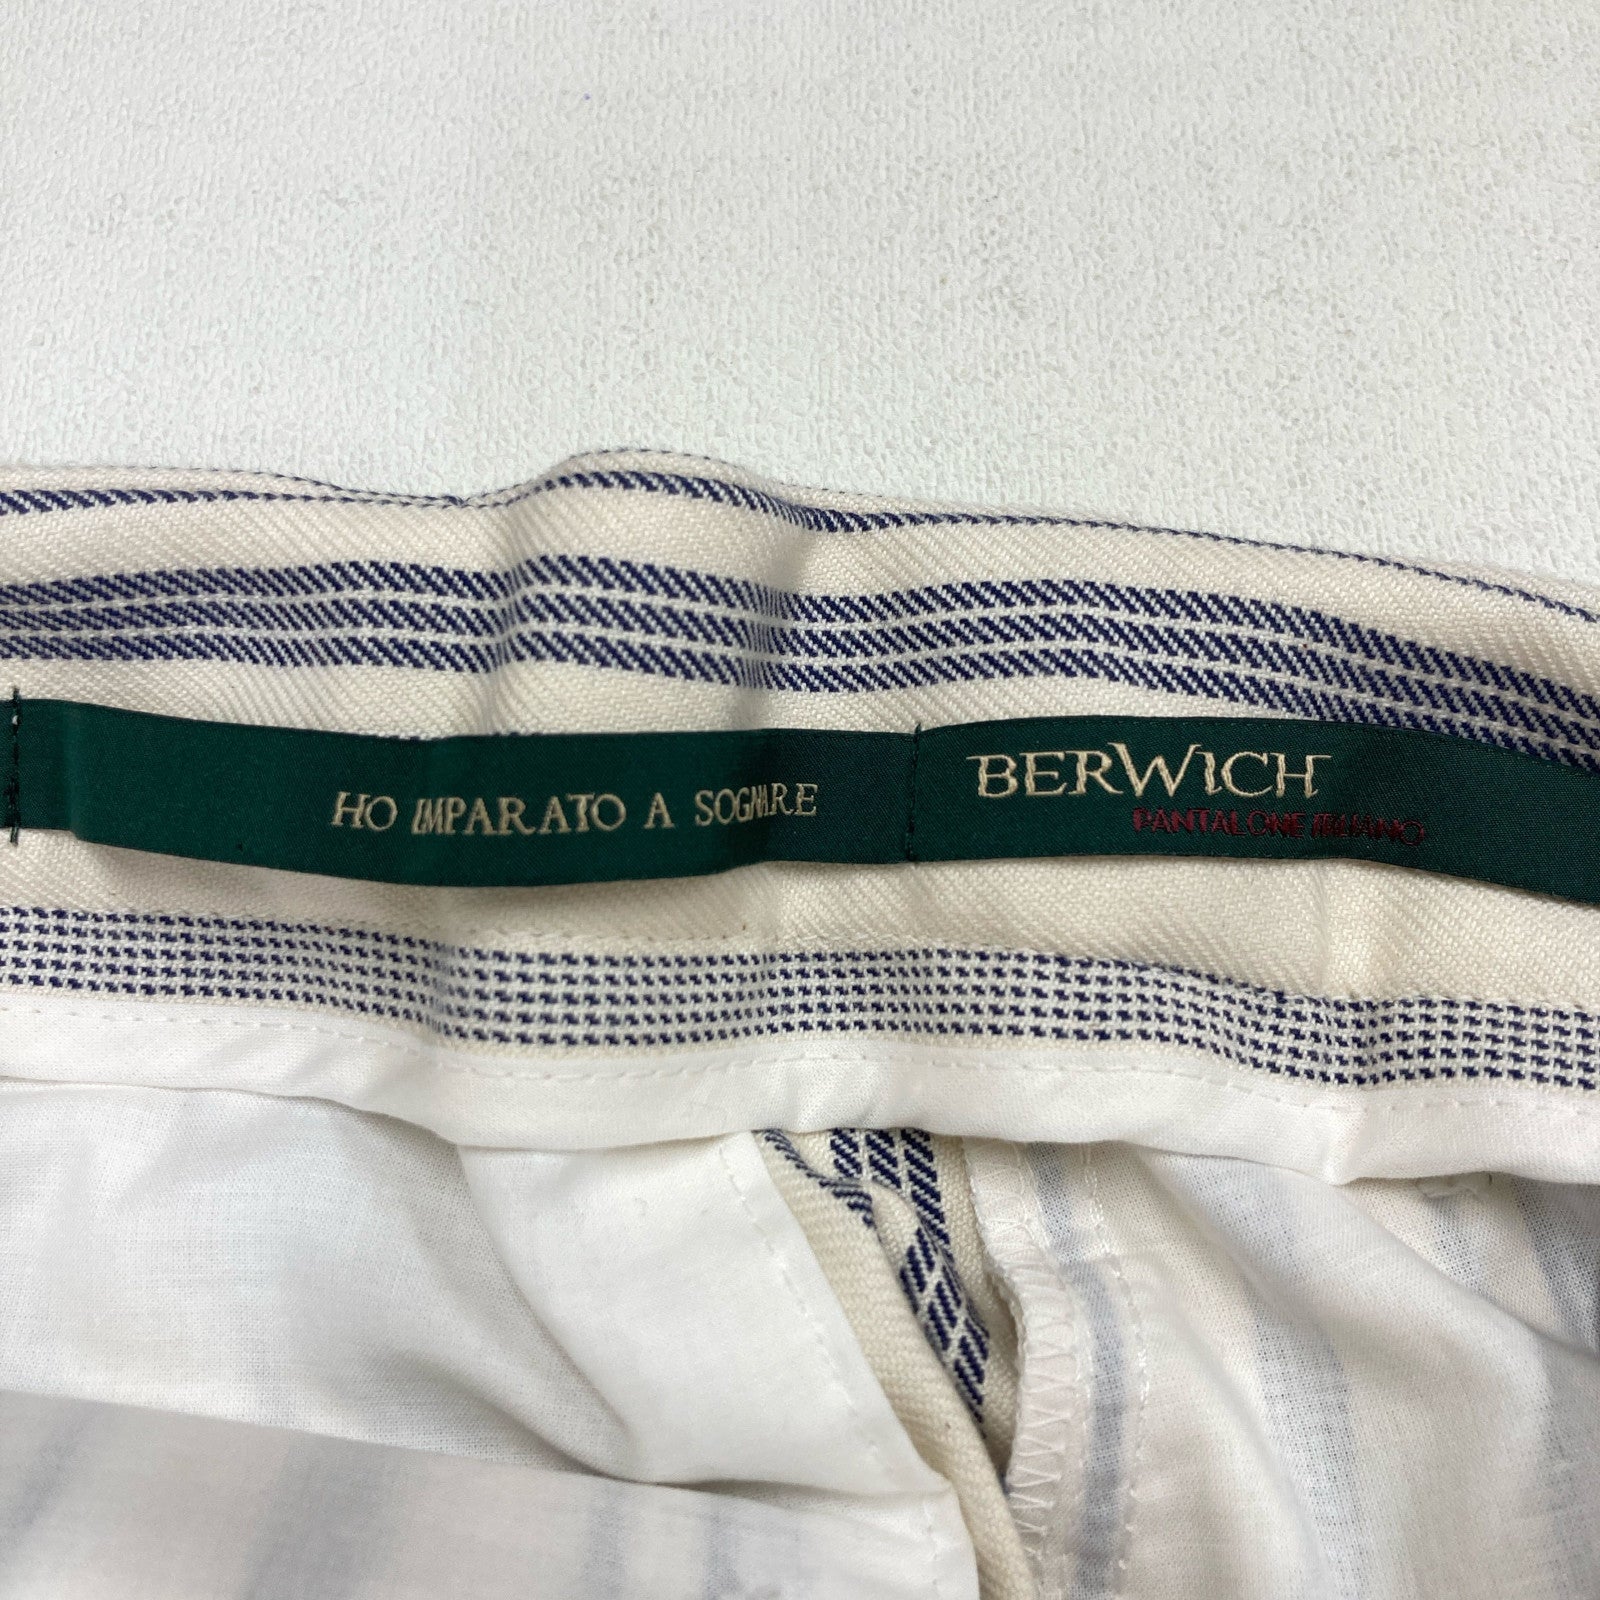 HO IMPARATO A SOGNARE
BERWICH
PANTALONE ITALIANO